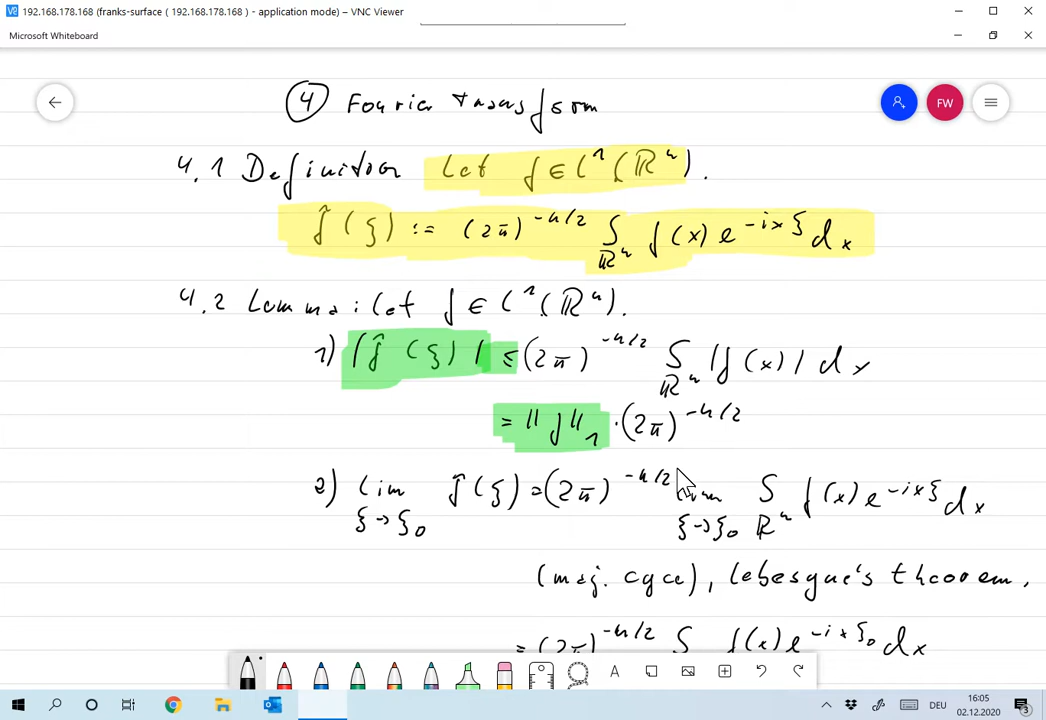 192.168.178.168 (franks-surface ( 192.168.178.168 ) - application mode) – VNC Viewer
Microsoft Whiteboard
FW
④ Fourier transform
4.1 Definition Let f ∈ L¹(ℝⁿ).
f̂(ξ) := (2π)^{-n/2} ∫_{ℝⁿ} f(x) e^{-ixξ} dx
4.2 Lemma: Let f ∈ L¹(ℝⁿ).
1) |f̂(ξ)| ≤ (2π)^{-n/2} ∫_{ℝⁿ} |f(x)| dx
= ||f||₁ · (2π)^{-n/2}
2) lim_{ξ→ξ₀} f̂(ξ) = (2π)^{-n/2} lim_{ξ→ξ₀} ∫_{ℝⁿ} f(x) e^{-ixξ} dx
(maj. cgce), Lebesgue's theorem,
= (2π)^{-n/2} ∫ f(x) e^{-ixξ₀} dx
A
DEU
16:05
02.12.2020
3